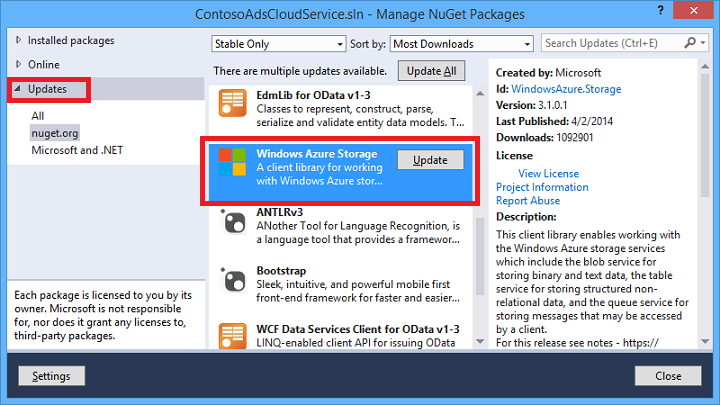 ContosoAdsCloudService.sln - Manage NuGet Packages
Installed packages
Online
Updates
All
nuget.org
Microsoft and .NET
Each package is licensed to you by its
owner. Microsoft is not responsible
for, nor does it grant any licenses to,
third-party packages.
Stable Only
Sort by:
Most Downloads
There are multiple updates available.
Update All
EdmLib for OData v1-3
Classes to represent, construct, parse,
serialize and validate entity data models. T...
Windows Azure Storage
A client library for working
with Windows Azure stor...
Update
ANTLRv3
ANother Tool for Language Recognition, is
a language tool that provides a framewor...
Bootstrap
Sleek, intuitive, and powerful mobile first
front-end framework for faster and easier...
WCF Data Services Client for OData v1-3
LINQ-enabled client API for issuing OData
Search Updates (Ctrl+E)
Created by: Microsoft
Id: WindowsAzure.Storage
Version: 3.1.0.1
Last Published: 4/2/2014
Downloads: 1092901
License
View License
Project Information
Report Abuse
Description:
This client library enables working with
the Windows Azure storage services
which include the blob service for
storing binary and text data, the table
service for storing structured non-
relational data, and the queue service for
storing messages that may be accessed
by a client.
For this release see notes - https://
Settings
Close